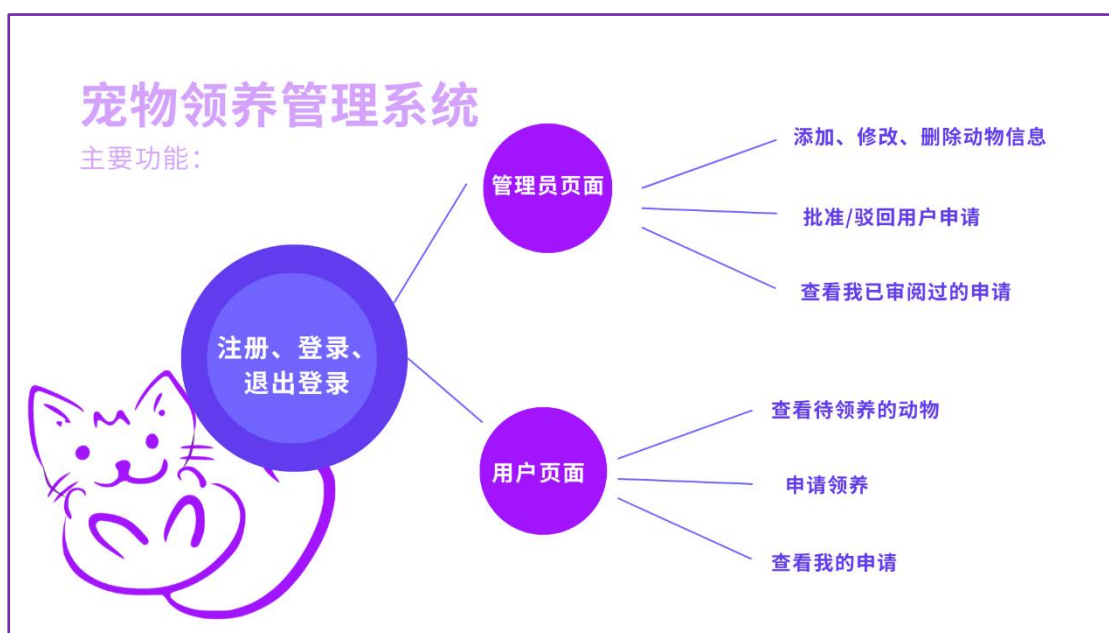 宠物领养管理系统
主要功能：
管理员页面
添加、修改、删除动物信息
批准/驳回用户申请
查看我已审阅过的申请
注册、登录、
退出登录
用户页面
查看待领养的动物
申请领养
查看我的申请